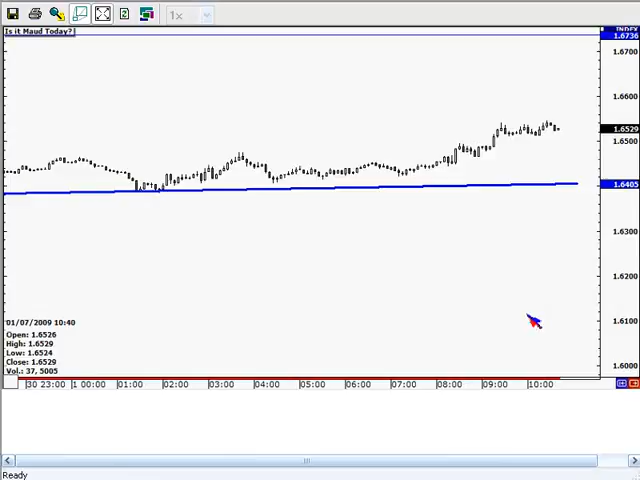 1x
Is it Maud Today?
INDEX
1.6736
1.6700
1.6600
1.6529
1.6500
1.6405
1.6300
1.6200
1.6100
1.6000
01/07/2009 10:40
Open: 1.6526
High: 1.6529
Low: 1.6524
Close: 1.6529
Vol.: 37, 5005
30 23:00 1 00:00 01:00 02:00 03:00 04:00 05:00 06:00 07:00 08:00 09:00 10:00
Ready